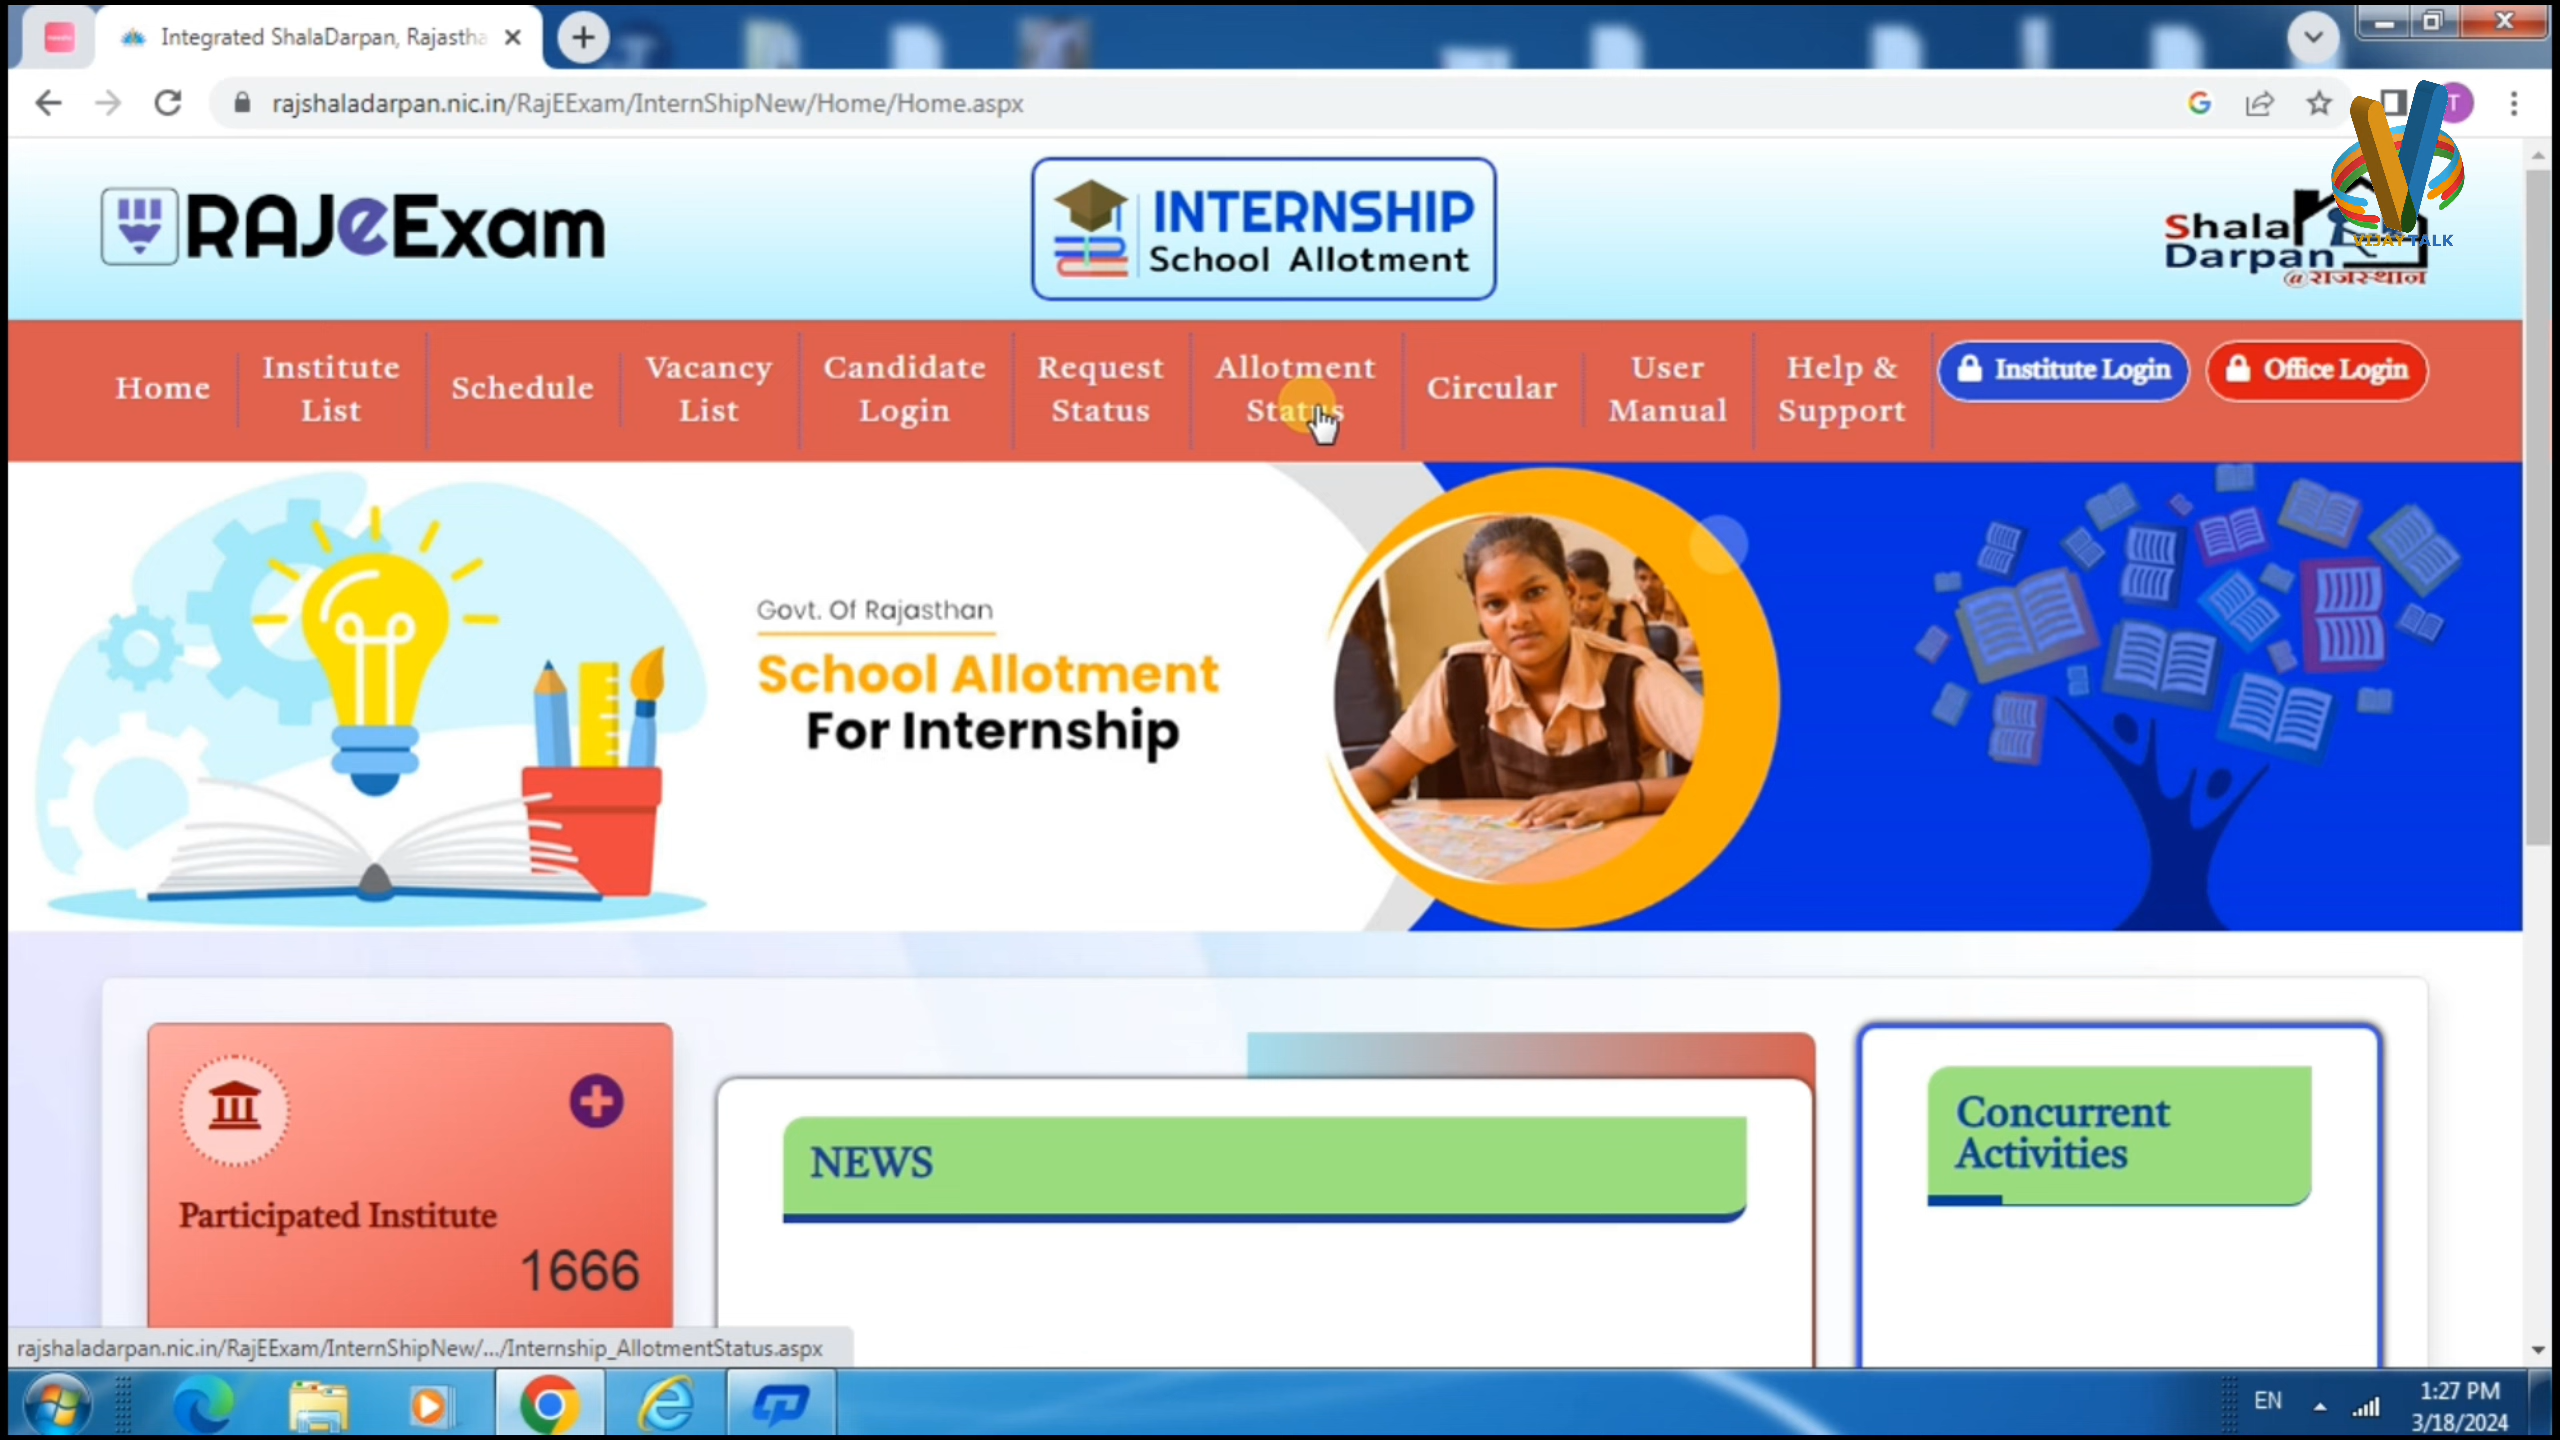 Integrated ShalaDarpan, Rajastha
rajshaladarpan.nic.in/RajEExam/InternShipNew/Home/Home.aspx
T
RAJeExam
INTERNSHIP
School Allotment
Shala
Darpan
@राजस्थान
VIJAY TALK
Home
Institute List
Schedule
Vacancy List
Candidate Login
Request Status
Allotment Status
Circular
User Manual
Help & Support
Institute Login
Office Login
Govt. Of Rajasthan
School Allotment
For Internship
Participated Institute
1666
NEWS
Concurrent
Activities
rajshaladarpan.nic.in/RajEExam/InternShipNew/.../Internship_AllotmentStatus.aspx
EN
1:27 PM
3/18/2024